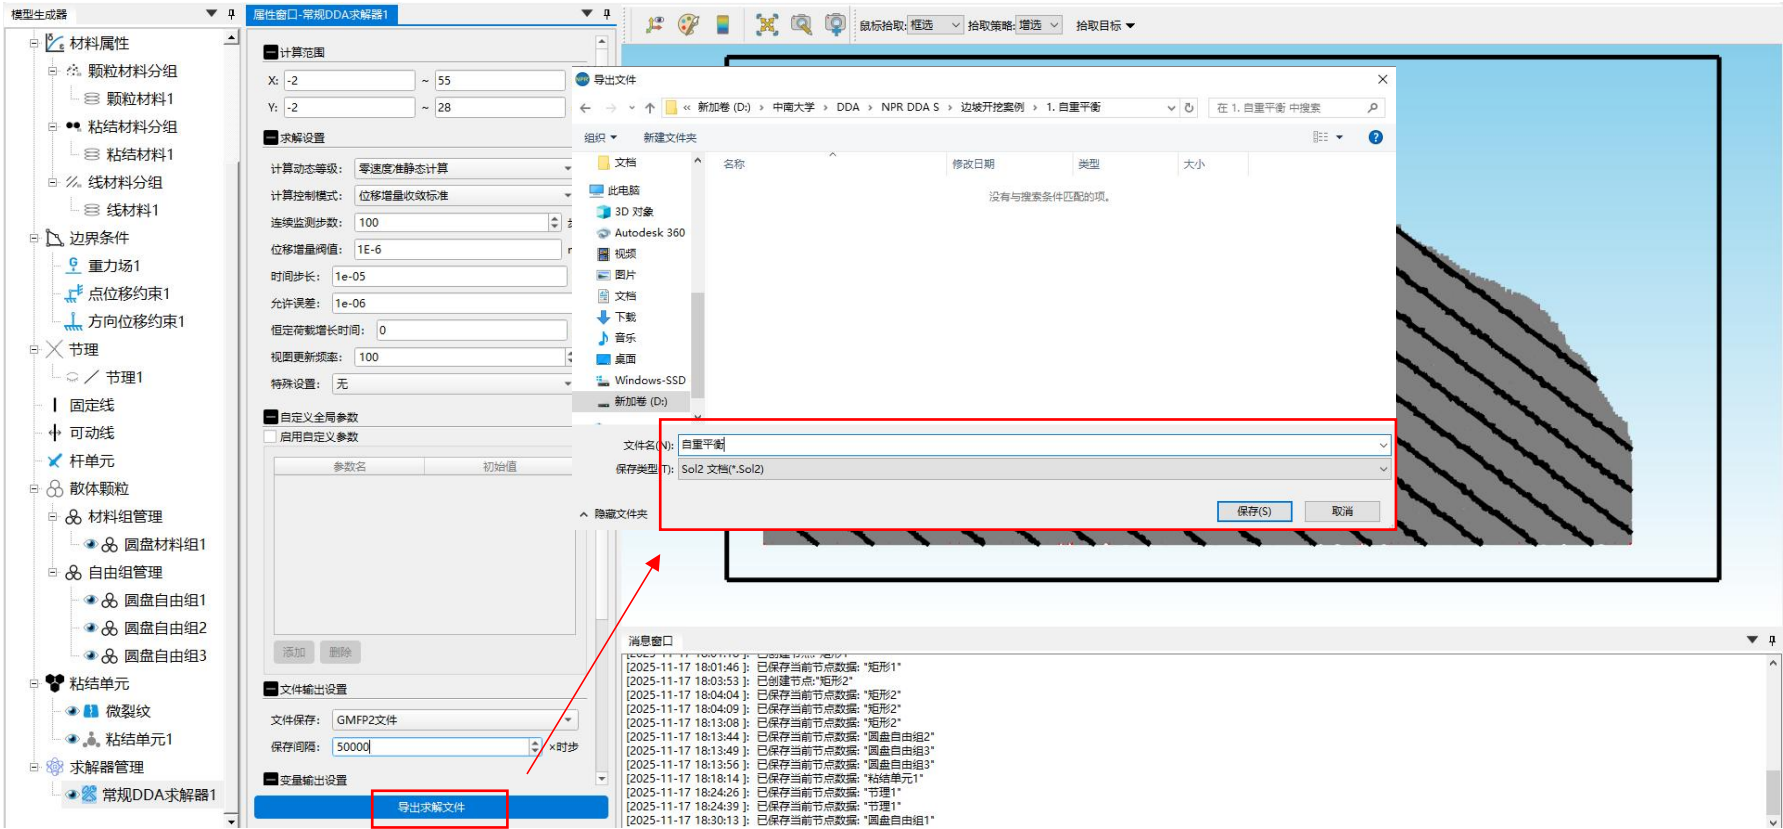 模型生成器
材料属性
颗粒材料分组
颗粒材料1
粘结材料分组
粘结材料1
线材料分组
线材料1
边界条件
重力场1
点位移约束1
方向位移约束1
节理
节理1
固定线
可动线
杆单元
散体颗粒
材料组管理
圆盘材料组1
自由组管理
圆盘自由组1
圆盘自由组2
圆盘自由组3
粘结单元
微裂纹
粘结单元1
求解器管理
常规DDA求解器1
属性窗口-常规DDA求解器1
计算范围
X: -2 ~ 55
Y: -2 ~ 28
求解设置
计算动态等级: 零速度准静态计算
计算控制模式: 位移增量收敛标准
连续监测步数: 100
位移增量阀值: 1E-6
时间步长: 1e-05
允许误差: 1e-06
恒定荷载增长时间: 0
视图更新频率: 100
特殊设置: 无
自定义全局参数
启用自定义参数
参数名 初始值
添加 删除
文件输出设置
文件保存: GMFP2文件
保存间隔: 50000 ×时步
变量输出设置
导出求解文件
鼠标拾取: 框选 拾取策略: 增选 拾取目标
NPR 导出文件
« 新加卷 (D:) › 中南大学 › DDA › NPR DDA S › 边坡开挖案例 › 1. 自重平衡
在 1. 自重平衡 中搜索
组织 新建文件夹
名称 修改日期 类型 大小
没有与搜索条件匹配的项。
文档
此电脑
3D 对象
Autodesk 360
视频
图片
文档
下载
音乐
桌面
Windows-SSD
新加卷 (D:)
文件名(N): 自重平衡
保存类型(T): Sol2 文档(*.Sol2)
隐藏文件夹
保存(S) 取消
消息窗口
[2025-11-17 18:01:46 ]: 已保存当前节点数据: "矩形1"
[2025-11-17 18:03:53 ]: 已创建节点:"矩形2"
[2025-11-17 18:04:04 ]: 已保存当前节点数据: "矩形2"
[2025-11-17 18:04:09 ]: 已保存当前节点数据: "矩形2"
[2025-11-17 18:13:08 ]: 已保存当前节点数据: "矩形2"
[2025-11-17 18:13:44 ]: 已保存当前节点数据: "圆盘自由组2"
[2025-11-17 18:13:49 ]: 已保存当前节点数据: "圆盘自由组3"
[2025-11-17 18:13:56 ]: 已保存当前节点数据: "圆盘自由组3"
[2025-11-17 18:18:14 ]: 已保存当前节点数据: "粘结单元1"
[2025-11-17 18:24:26 ]: 已保存当前节点数据: "节理1"
[2025-11-17 18:24:39 ]: 已保存当前节点数据: "节理1"
[2025-11-17 18:30:13 ]: 已保存当前节点数据: "圆盘自由组1"